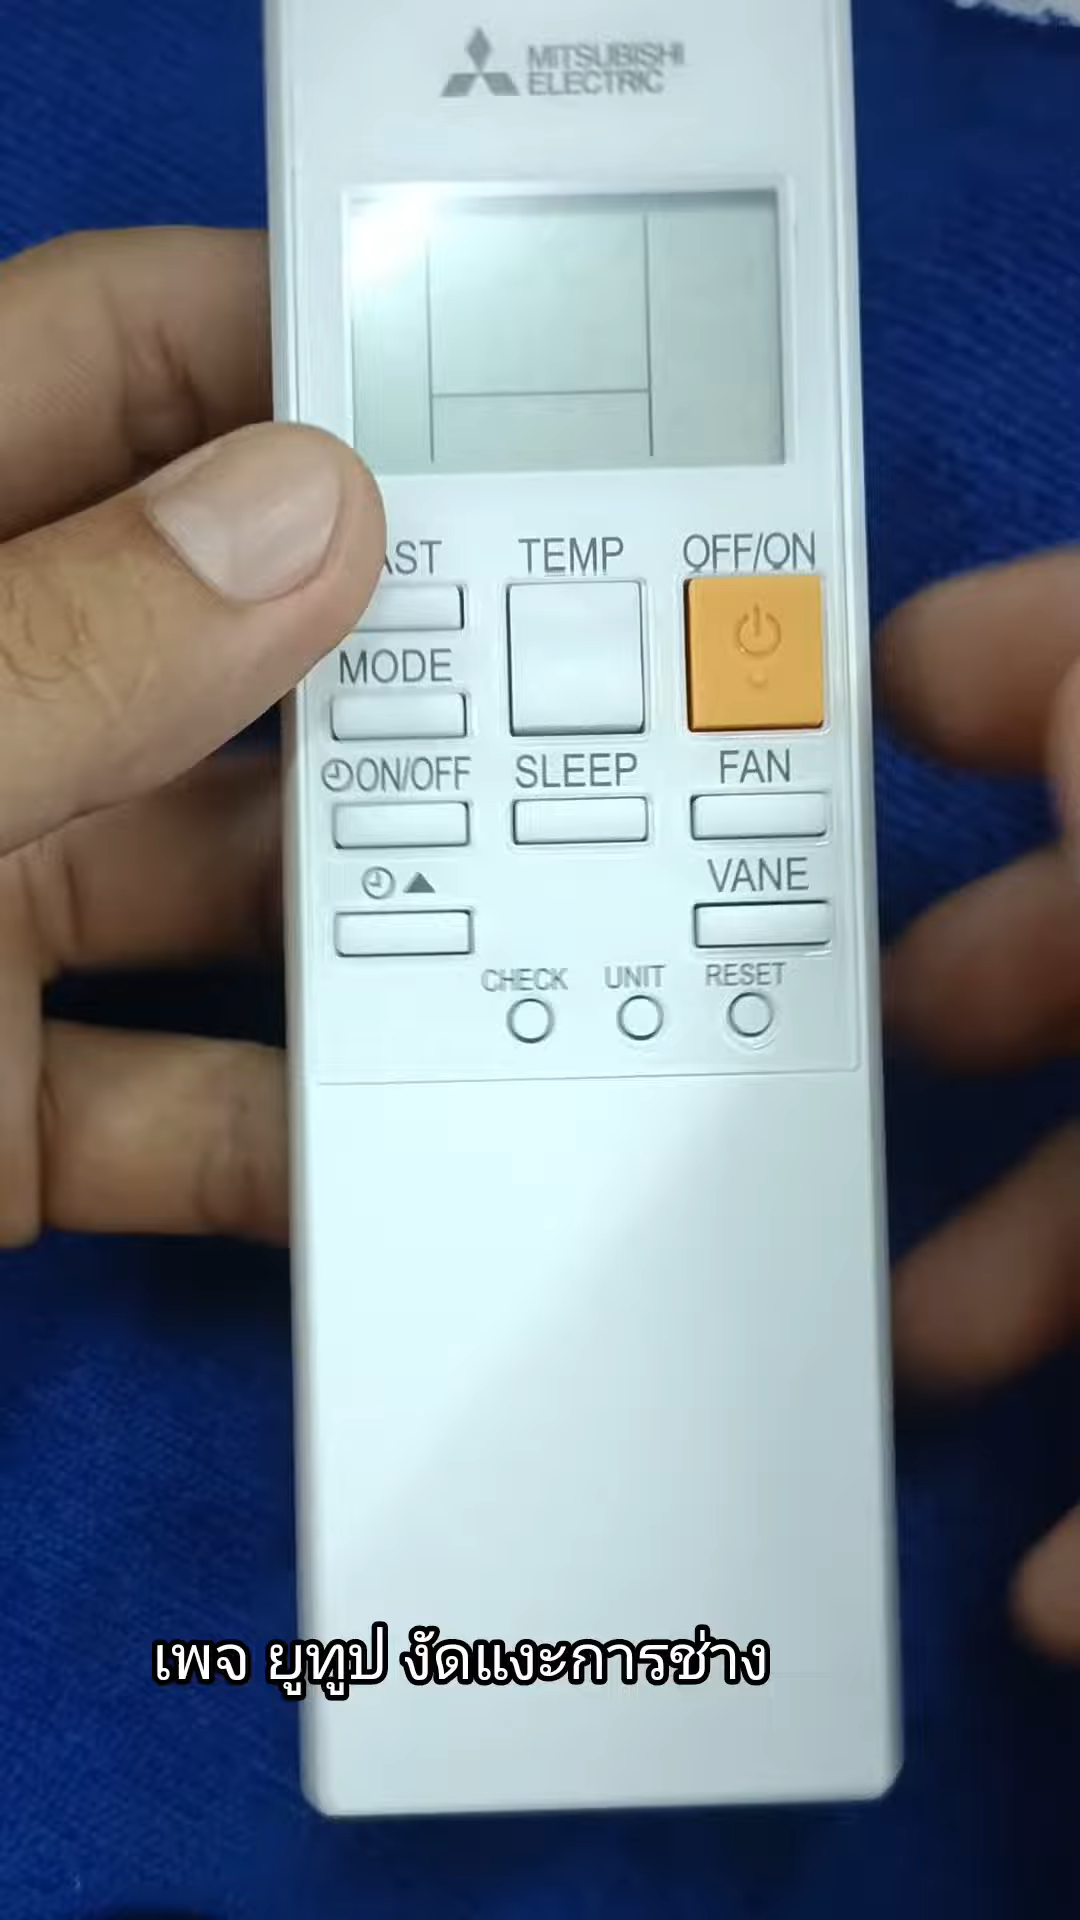 MITSUBISHI
ELECTRIC
AST
TEMP
OFF/ON
MODE
ON/OFF
SLEEP
FAN
▲
VANE
CHECK
UNIT
RESET
เพจ ยูทูป งัดแงะการช่าง